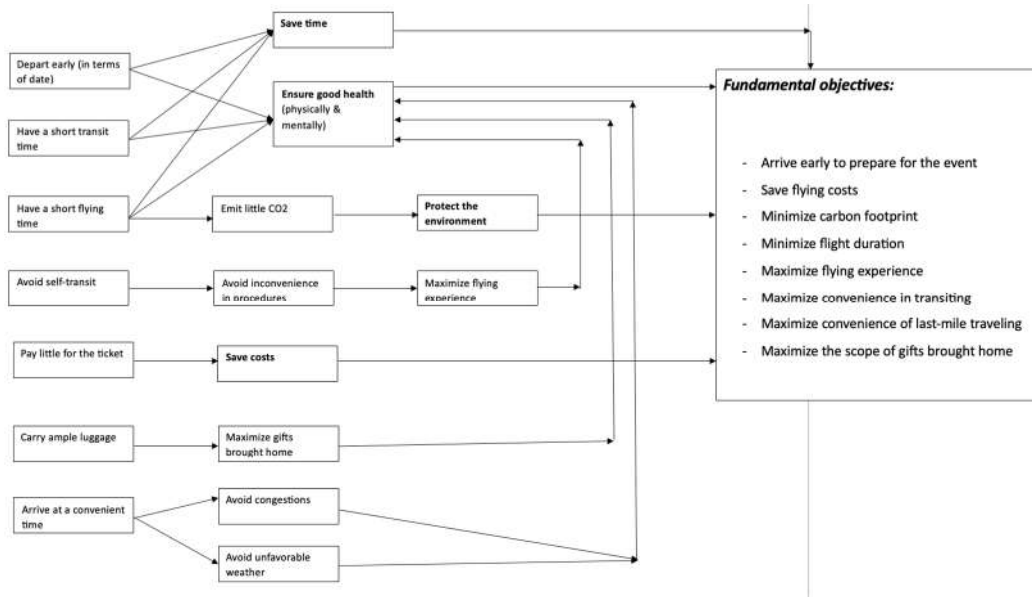 Save time
Depart early (in terms
of date)
Ensure good health
(physically &
mentally)
Have a short transit
time
Have a short flying
time
Emit little CO2
Protect the
environment
Avoid self-transit
Avoid inconvenience
in procedures
Maximize flying
experience
Pay little for the ticket
Save costs
Carry ample luggage
Maximize gifts
brought home
Arrive at a convenient
time
Avoid congestions
Avoid unfavorable
weather
Fundamental objectives:
- Arrive early to prepare for the event
- Save flying costs
- Minimize carbon footprint
- Minimize flight duration
- Maximize flying experience
- Maximize convenience in transiting
- Maximize convenience of last-mile traveling
- Maximize the scope of gifts brought home